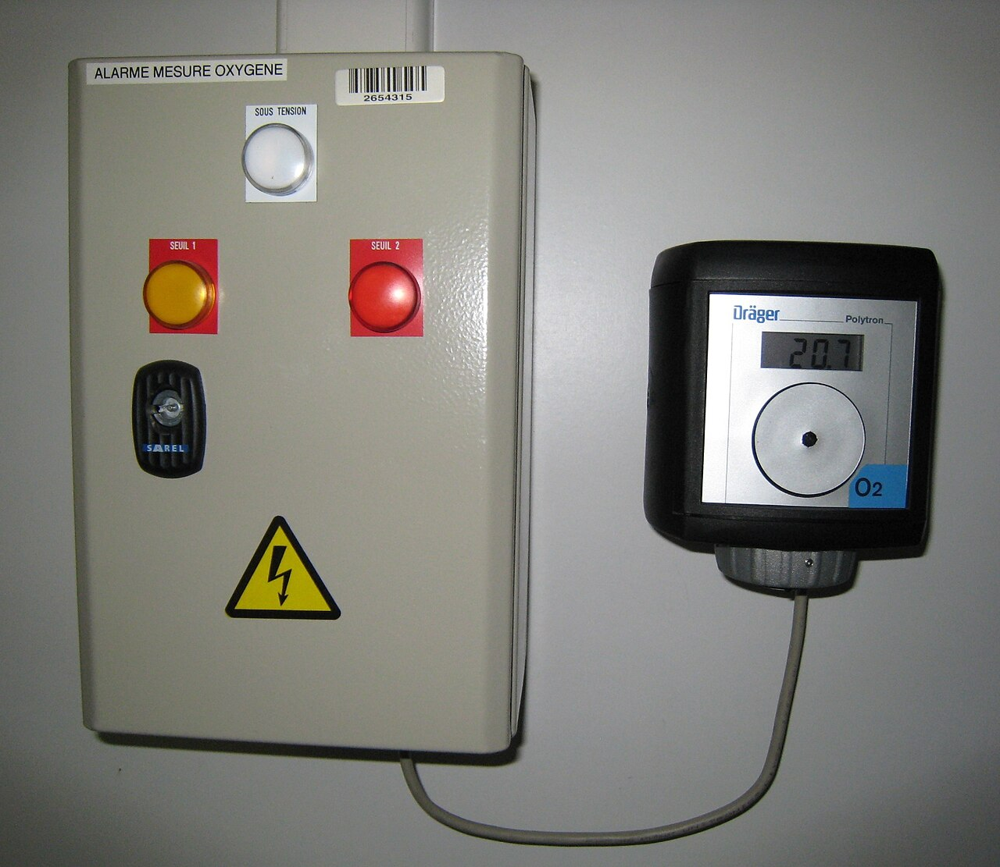 ALARME MESURE OXYGENE
2654315
SOUS TENSION
SEUIL 1
SEUIL 2
SAREL
Dräger
Polytron
20.7
O2